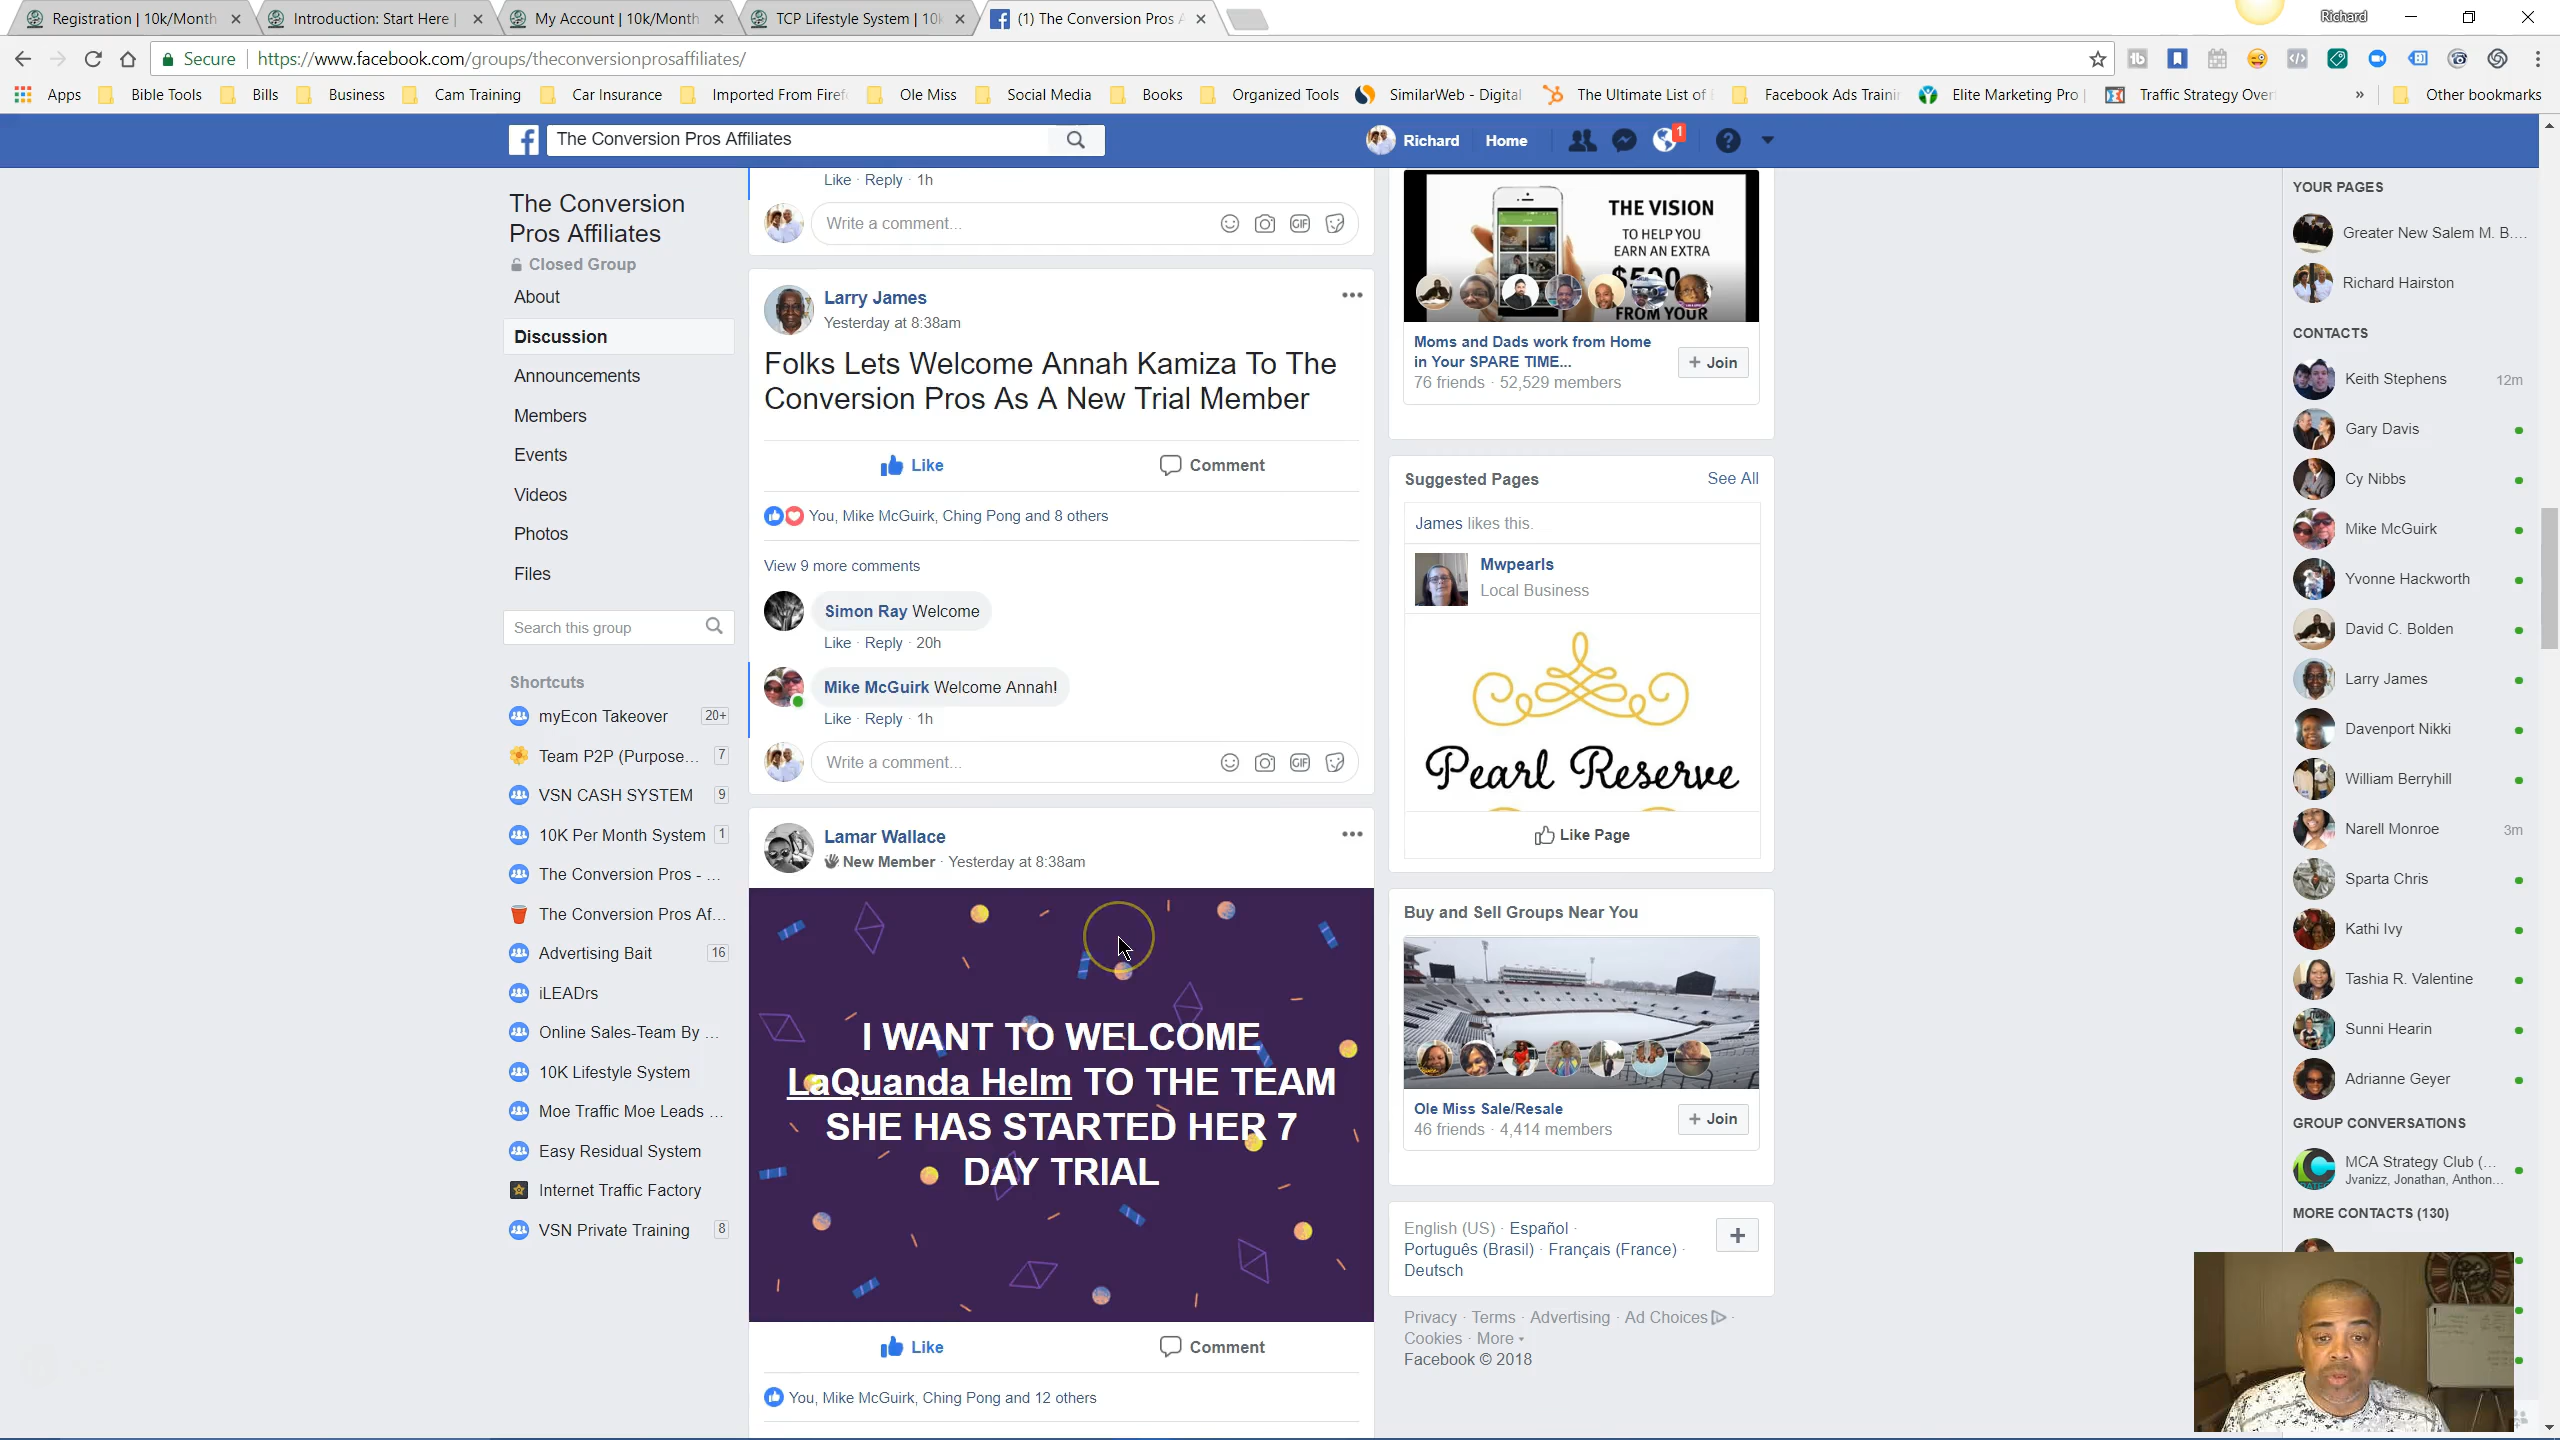 Registration | 10k/Month
Introduction: Start Here |
My Account | 10k/Month
TCP Lifestyle System | 10k
(1) The Conversion Pros A
Richard
Secure
https://www.facebook.com/groups/theconversionprosaffiliates/
Apps
Bible Tools
Bills
Business
Cam Training
Car Insurance
Imported From Firef
Ole Miss
Social Media
Books
Organized Tools
SimilarWeb - Digital
The Ultimate List of
Facebook Ads Traini
Elite Marketing Pro |
Traffic Strategy Over
»
Other bookmarks
The Conversion Pros Affiliates
Richard
Home
1
The Conversion
Pros Affiliates
Closed Group
About
Discussion
Announcements
Members
Events
Videos
Photos
Files
Search this group
Shortcuts
myEcon Takeover 20+
Team P2P (Purpose... 7
VSN CASH SYSTEM 9
10K Per Month System 1
The Conversion Pros - ...
The Conversion Pros Af...
Advertising Bait 16
iLEADrs
Online Sales-Team By ...
10K Lifestyle System
Moe Traffic Moe Leads ...
Easy Residual System
Internet Traffic Factory
VSN Private Training 8
Like · Reply · 1h
Write a comment...
GIF
Larry James
Yesterday at 8:38am
Folks Lets Welcome Annah Kamiza To The
Conversion Pros As A New Trial Member
Like
Comment
You, Mike McGuirk, Ching Pong and 8 others
View 9 more comments
Simon Ray Welcome
Like · Reply · 20h
Mike McGuirk Welcome Annah!
Like · Reply · 1h
Write a comment...
GIF
Lamar Wallace
New Member · Yesterday at 8:38am
I WANT TO WELCOME
LaQuanda Helm TO THE TEAM
SHE HAS STARTED HER 7
DAY TRIAL
Like
Comment
You, Mike McGuirk, Ching Pong and 12 others
THE VISION
TO HELP YOU
EARN AN EXTRA
$500
FROM YOUR
Moms and Dads work from Home
in Your SPARE TIME...
76 friends · 52,529 members
+ Join
Suggested Pages
See All
James likes this.
Mwpearls
Local Business
Pearl Reserve
Like Page
Buy and Sell Groups Near You
Ole Miss Sale/Resale
46 friends · 4,414 members
+ Join
English (US) · Español ·
Português (Brasil) · Français (France) ·
Deutsch
+
Privacy · Terms · Advertising · Ad Choices ·
Cookies · More
Facebook © 2018
YOUR PAGES
Greater New Salem M. B....
Richard Hairston
CONTACTS
Keith Stephens 12m
Gary Davis
Cy Nibbs
Mike McGuirk
Yvonne Hackworth
David C. Bolden
Larry James
Davenport Nikki
William Berryhill
Narell Monroe 3m
Sparta Chris
Kathi Ivy
Tashia R. Valentine
Sunni Hearin
Adrianne Geyer
GROUP CONVERSATIONS
MCA Strategy Club (...
Jvanizz, Jonathan, Anthon...
MORE CONTACTS (130)